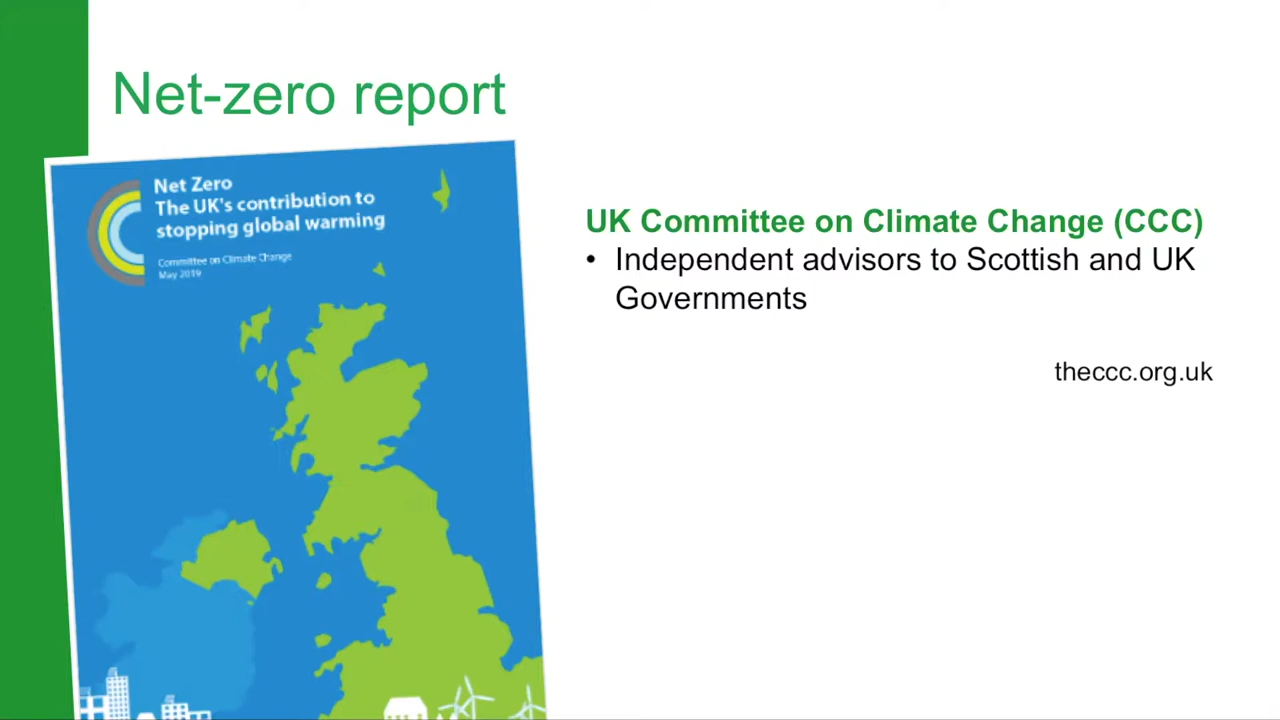 Net-zero report
Net Zero
The UK's contribution to
stopping global warming
Committee on Climate Change
May 2019
UK Committee on Climate Change (CCC)
• Independent advisors to Scottish and UK
Governments
theccc.org.uk